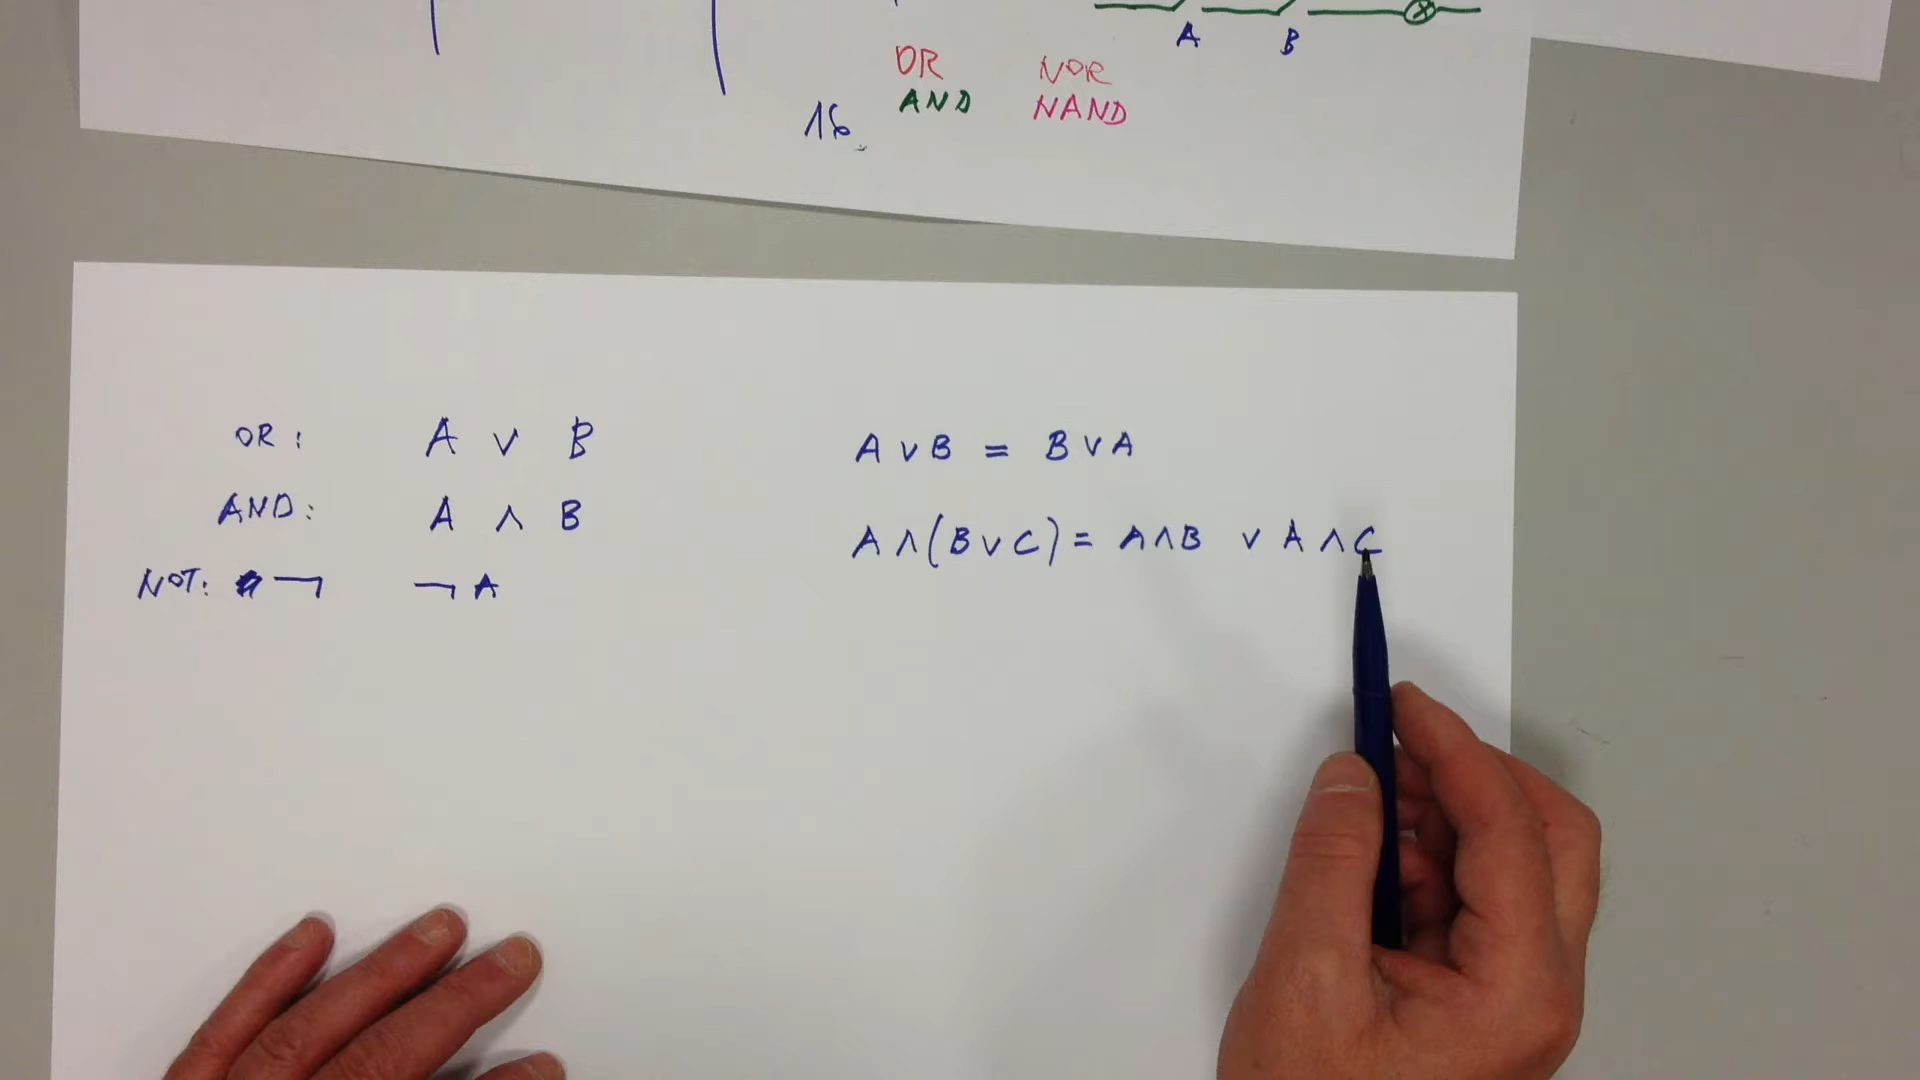 A B
OR NOR
AND NAND
16
OR: A ∨ B
AND: A ∧ B
NOT: ¬ ¬A
A ∨ B = B ∨ A
A ∧ (B ∨ C) = A ∧ B ∨ A ∧ C